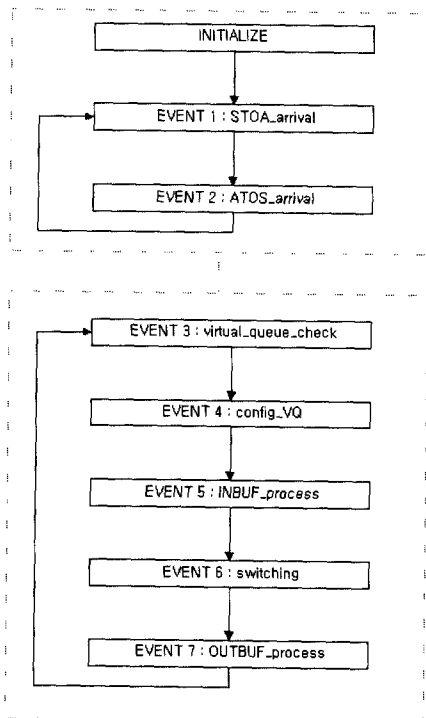 INITIALIZE
EVENT 1 : STOA_arrival
EVENT 2 : ATOS_arrival
EVENT 3 : virtual_queue_check
EVENT 4 : config_VQ
EVENT 5 : INBUF_process
EVENT 6 : switching
EVENT 7 : OUTBUF_process